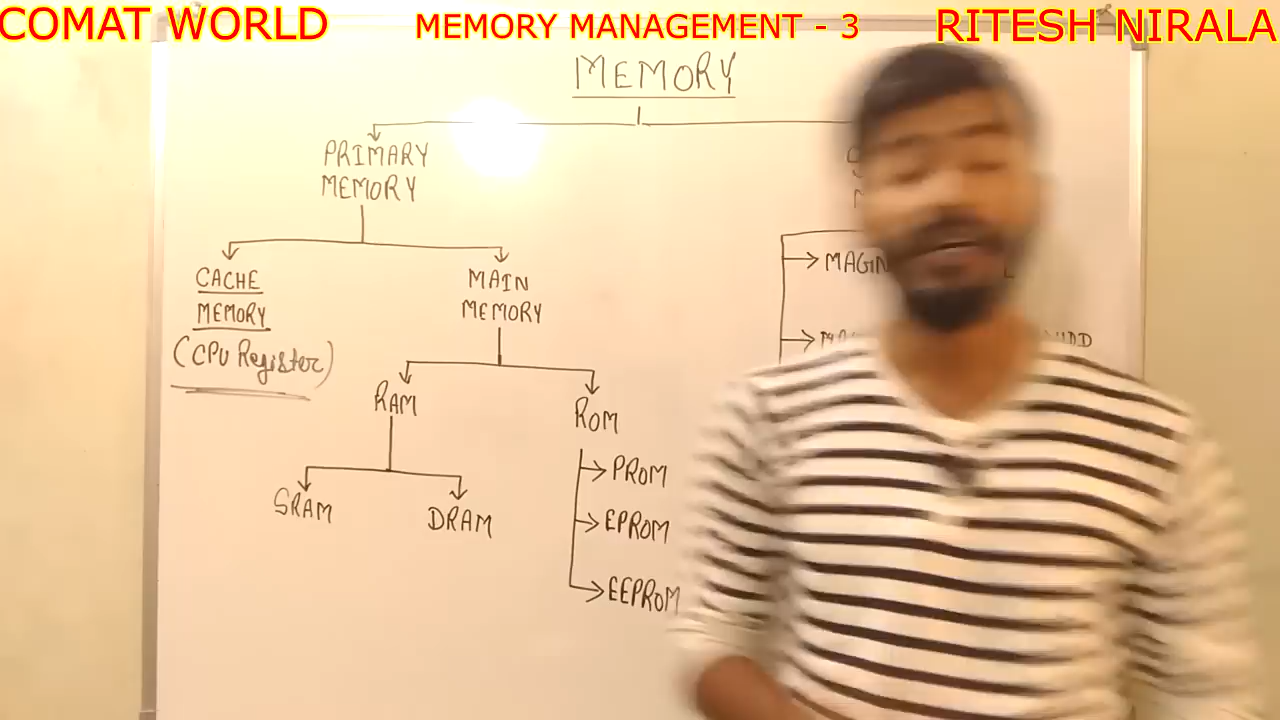 COMAT WORLD
MEMORY MANAGEMENT - 3
RITESH NIRALA
MEMORY
PRIMARY
MEMORY
CACHE
MEMORY
(CPU Register)
MAIN
MEMORY
RAM
ROM
SRAM
DRAM
PROM
EPROM
EEPROM